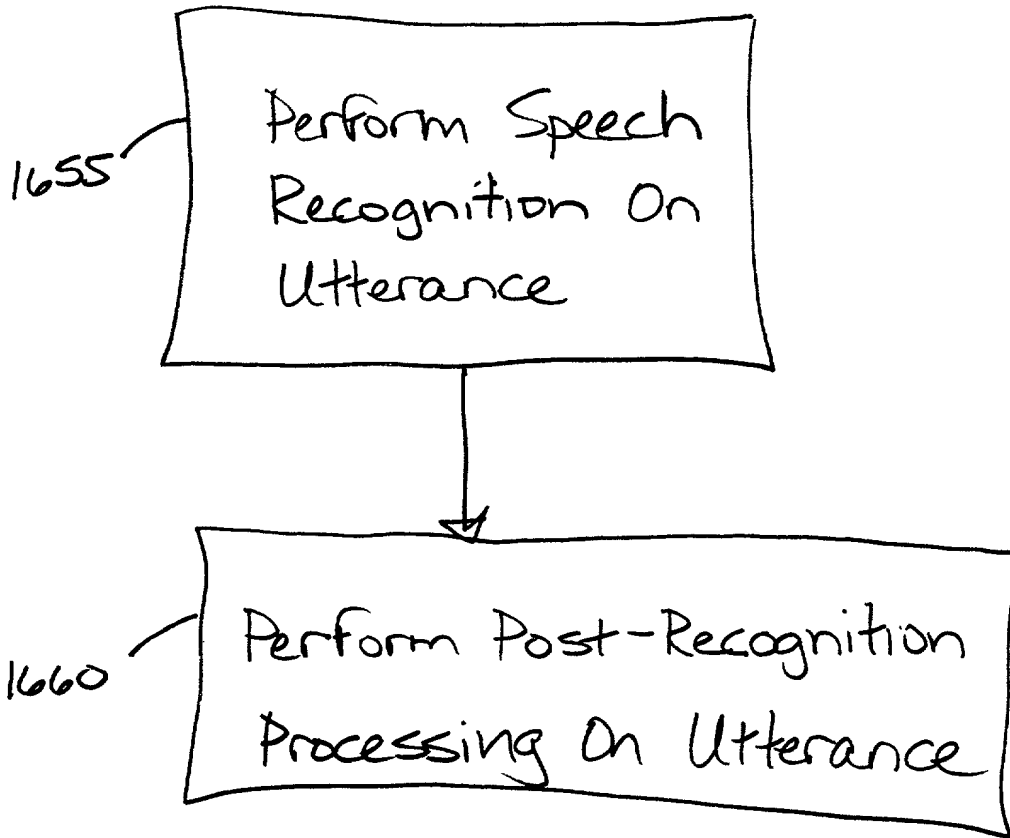 Perform Speech
1655
Recognition On
Utterance
Perform Post-Recognition
1660
Processing On Utterance